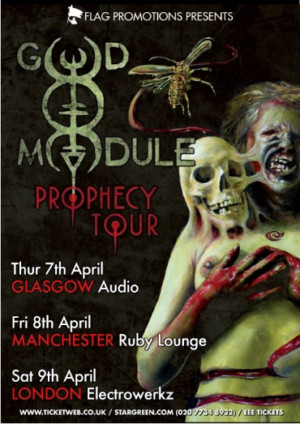 FLAG PROMOTIONS PRESENTS
GOD
MODULE
PROPHECY
TOUR
Thur 7th April
GLASGOW Audio
Fri 8th April
MANCHESTER Ruby Lounge
Sat 9th April
LONDON Electrowerkz
WWW.TICKETWEB.CO.UK / STARGREEN.COM (020 7734 8932) / EEE TICKETS